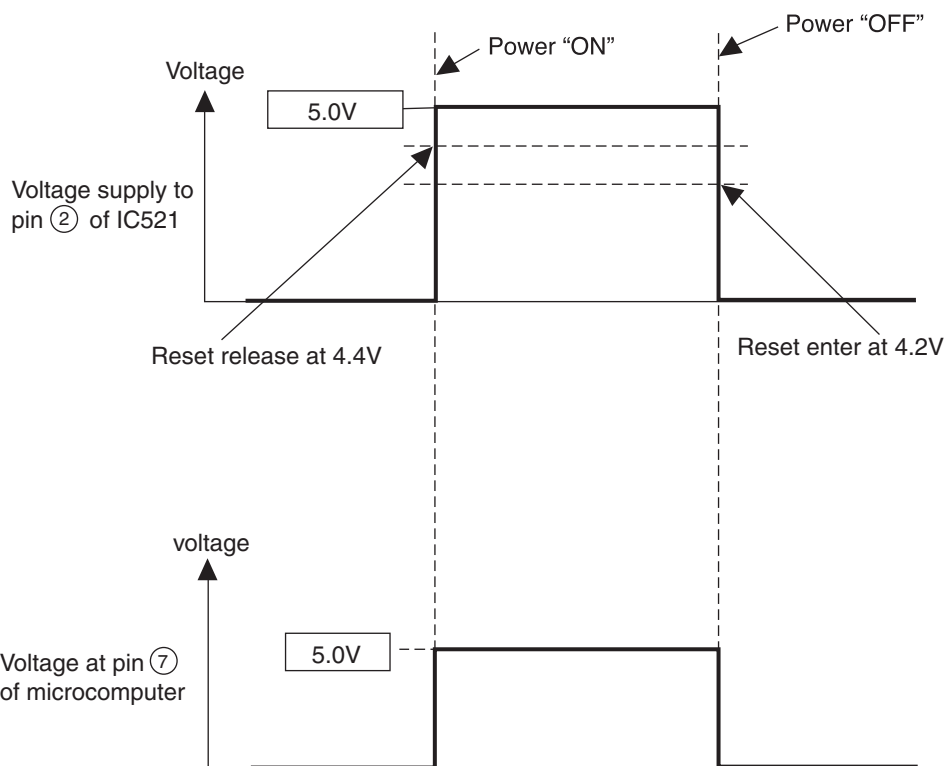 Power “OFF”
Power “ON”
Voltage
5.0V
Voltage supply to
pin ② of IC521
Reset release at 4.4V
Reset enter at 4.2V
voltage
5.0V
Voltage at pin ⑦
of microcomputer